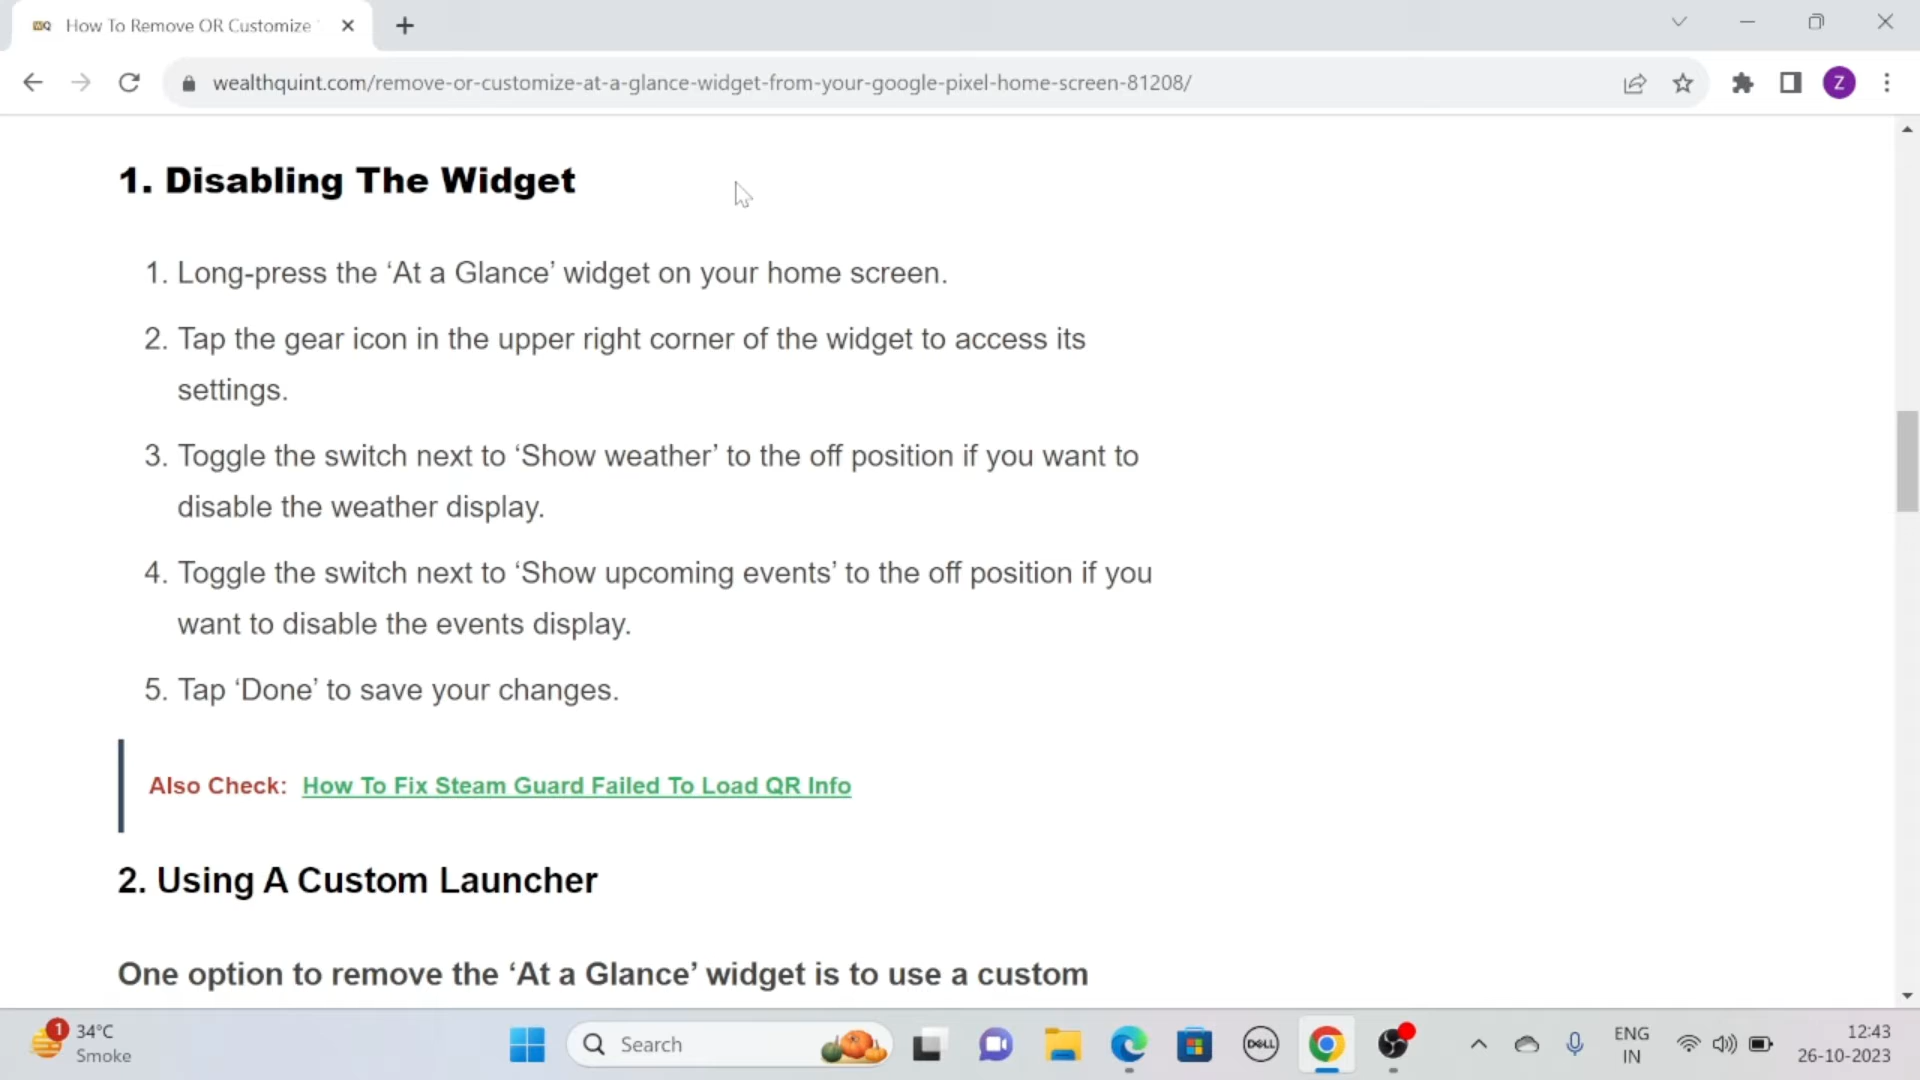 How To Remove OR Customize
wealthquint.com/remove-or-customize-at-a-glance-widget-from-your-google-pixel-home-screen-81208/
Z
1. Disabling The Widget
1. Long-press the ‘At a Glance’ widget on your home screen.
2. Tap the gear icon in the upper right corner of the widget to access its
settings.
3. Toggle the switch next to ‘Show weather’ to the off position if you want to
disable the weather display.
4. Toggle the switch next to ‘Show upcoming events’ to the off position if you
want to disable the events display.
5. Tap ‘Done’ to save your changes.
Also Check: How To Fix Steam Guard Failed To Load QR Info
2. Using A Custom Launcher
One option to remove the ‘At a Glance’ widget is to use a custom
1
34°C
Smoke
Search
DELL
ENG
IN
12:43
26-10-2023